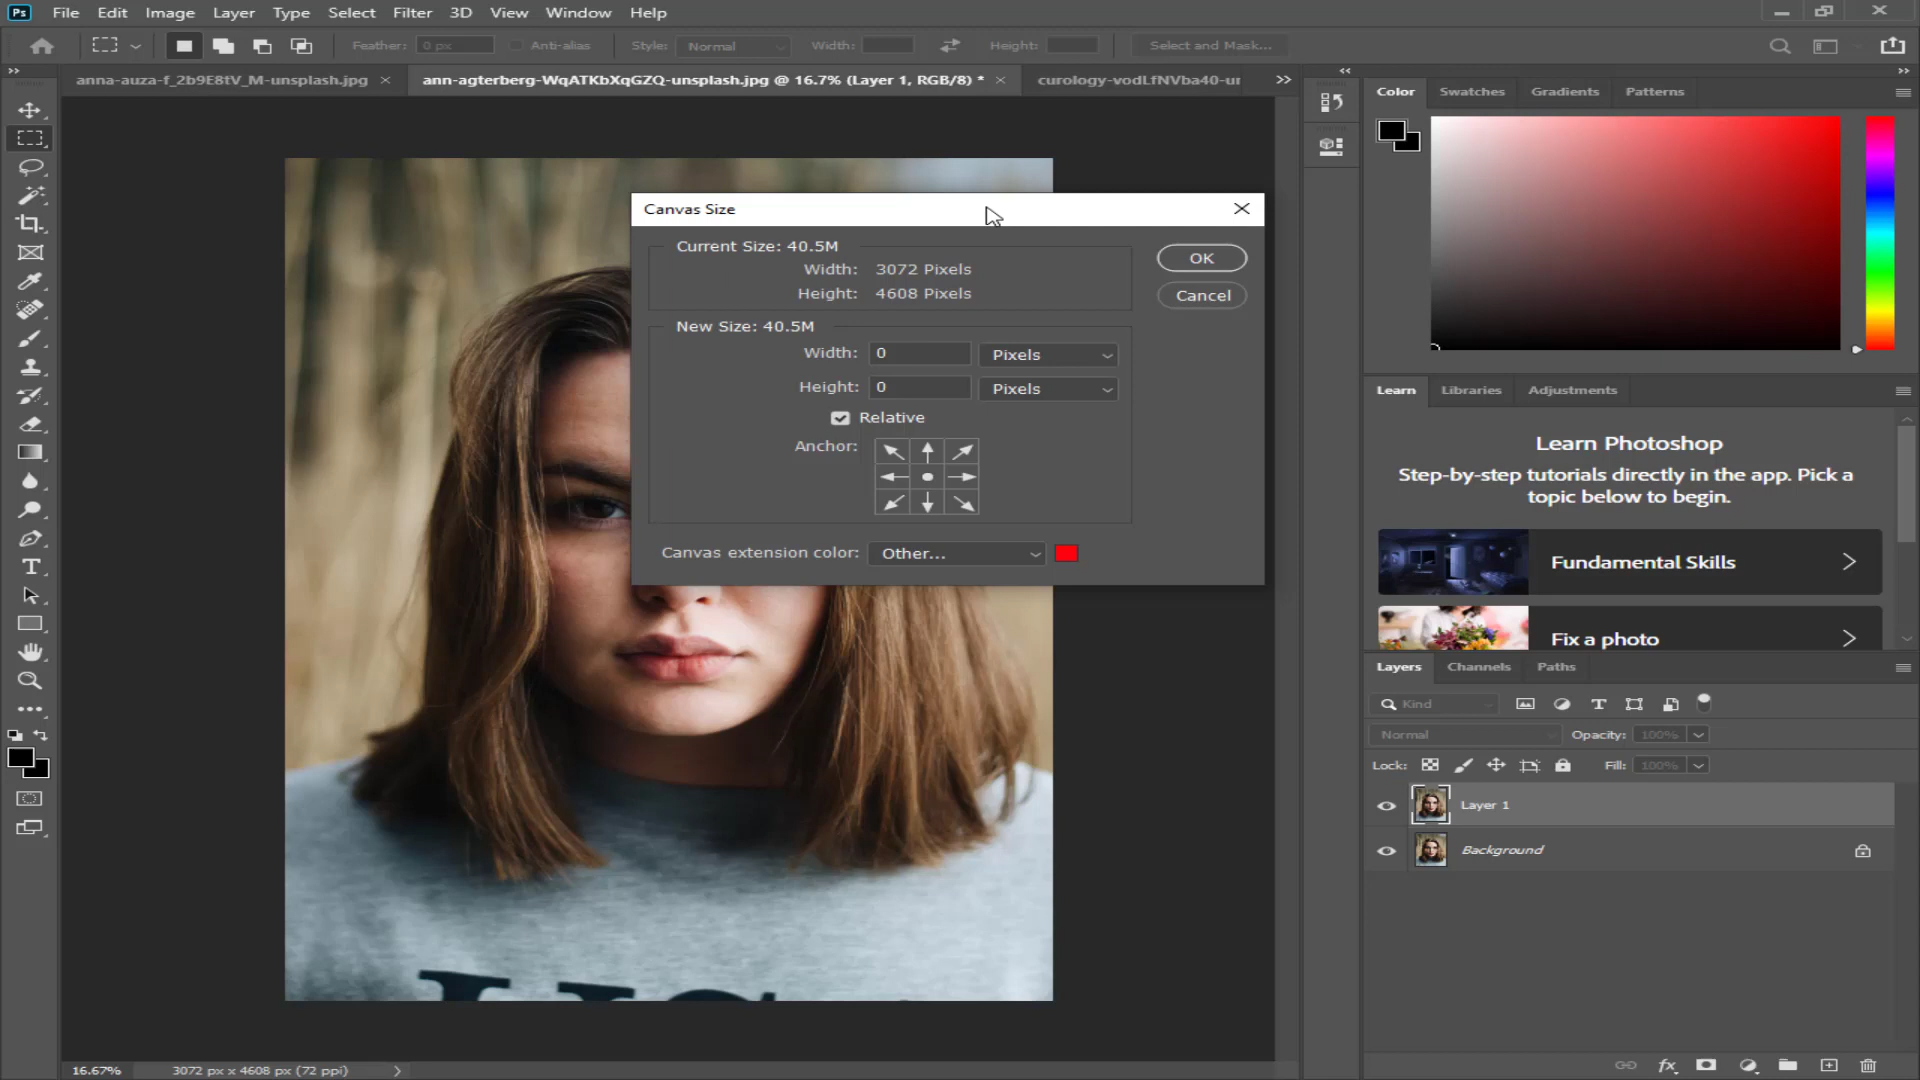 Ps File Edit Image Layer Type Select Filter 3D View Window Help
Feather: 0 px Anti-alias Style: Normal Width: Height: Select and Mask...
anna-auza-f_2b9E8tV_M-unsplash.jpg × ann-agterberg-WqATKbXqGZQ-unsplash.jpg @ 16.7% (Layer 1, RGB/8) * × curology-vodLfNVba40-ur
Canvas Size
Current Size: 40.5M
Width: 3072 Pixels
Height: 4608 Pixels
OK
Cancel
New Size: 40.5M
Width: 0 Pixels
Height: 0 Pixels
Relative
Anchor:
Canvas extension color: Other...
Color Swatches Gradients Patterns
Learn Libraries Adjustments
Learn Photoshop
Step-by-step tutorials directly in the app. Pick a
topic below to begin.
Fundamental Skills
Fix a photo
Layers Channels Paths
Kind
Normal Opacity: 100%
Lock: Fill: 100%
Layer 1
Background
16.67% 3072 px x 4608 px (72 ppi)